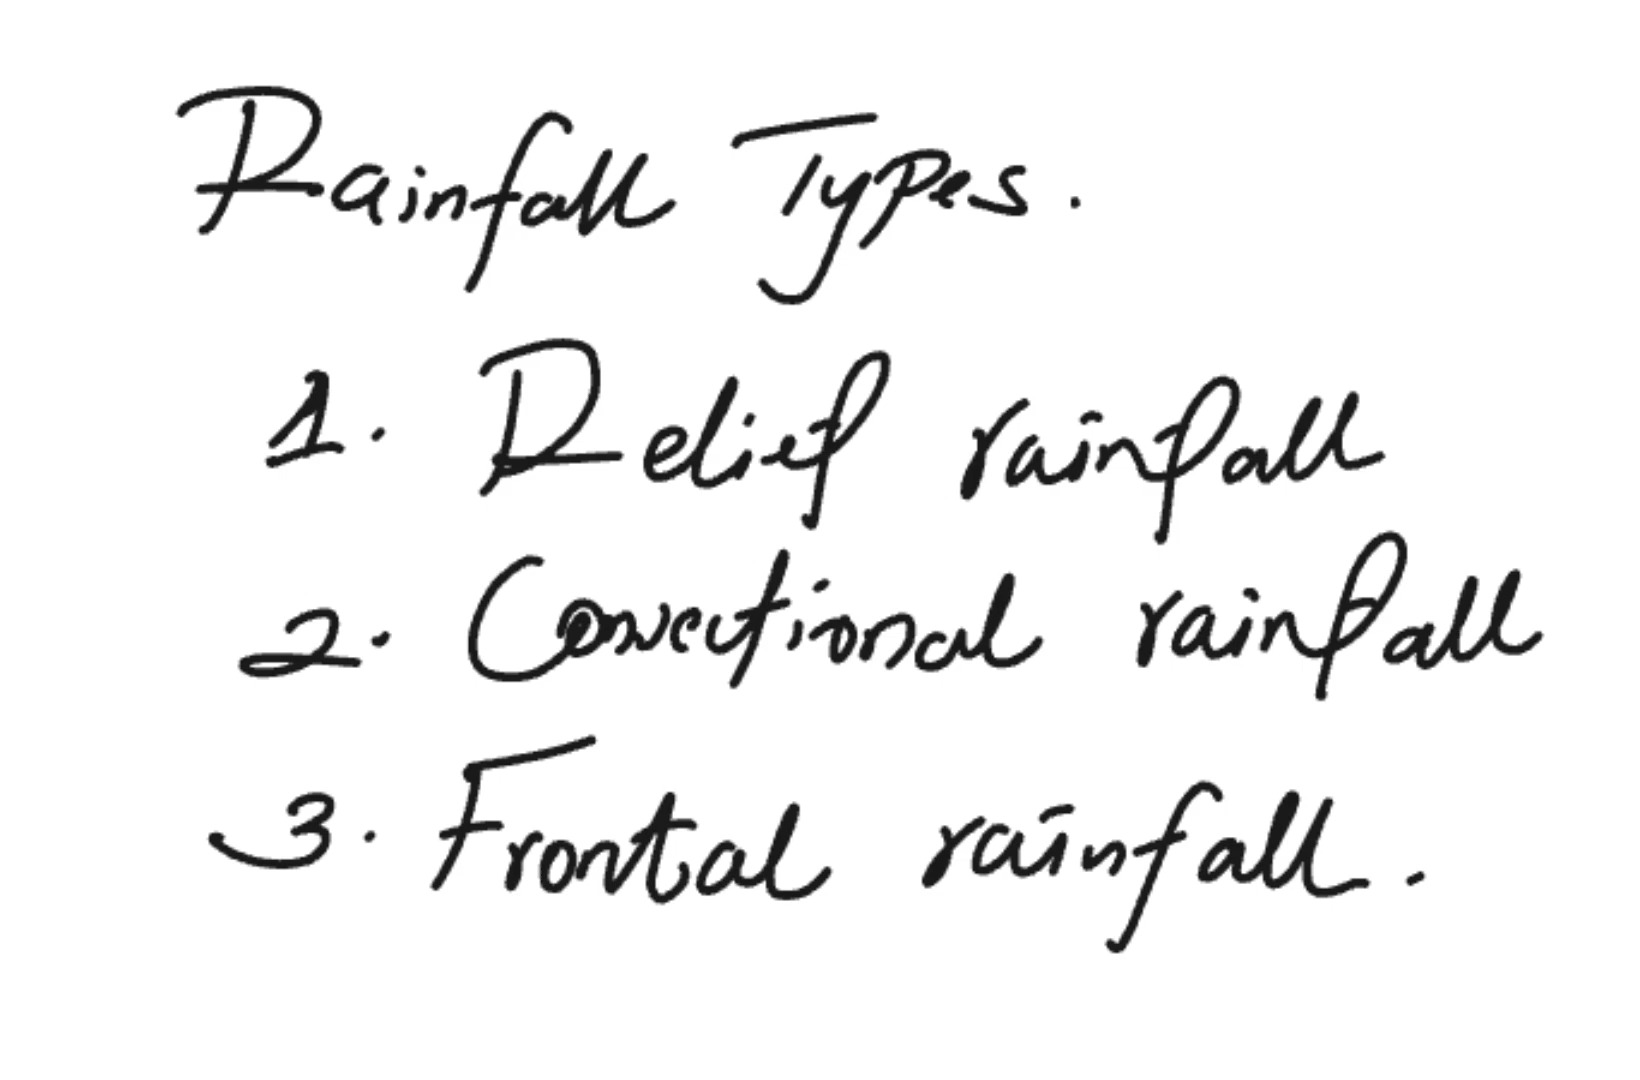 Rainfall Types.
1. Relief rainfall
2. Convectional rainfall
3. Frontal rainfall.